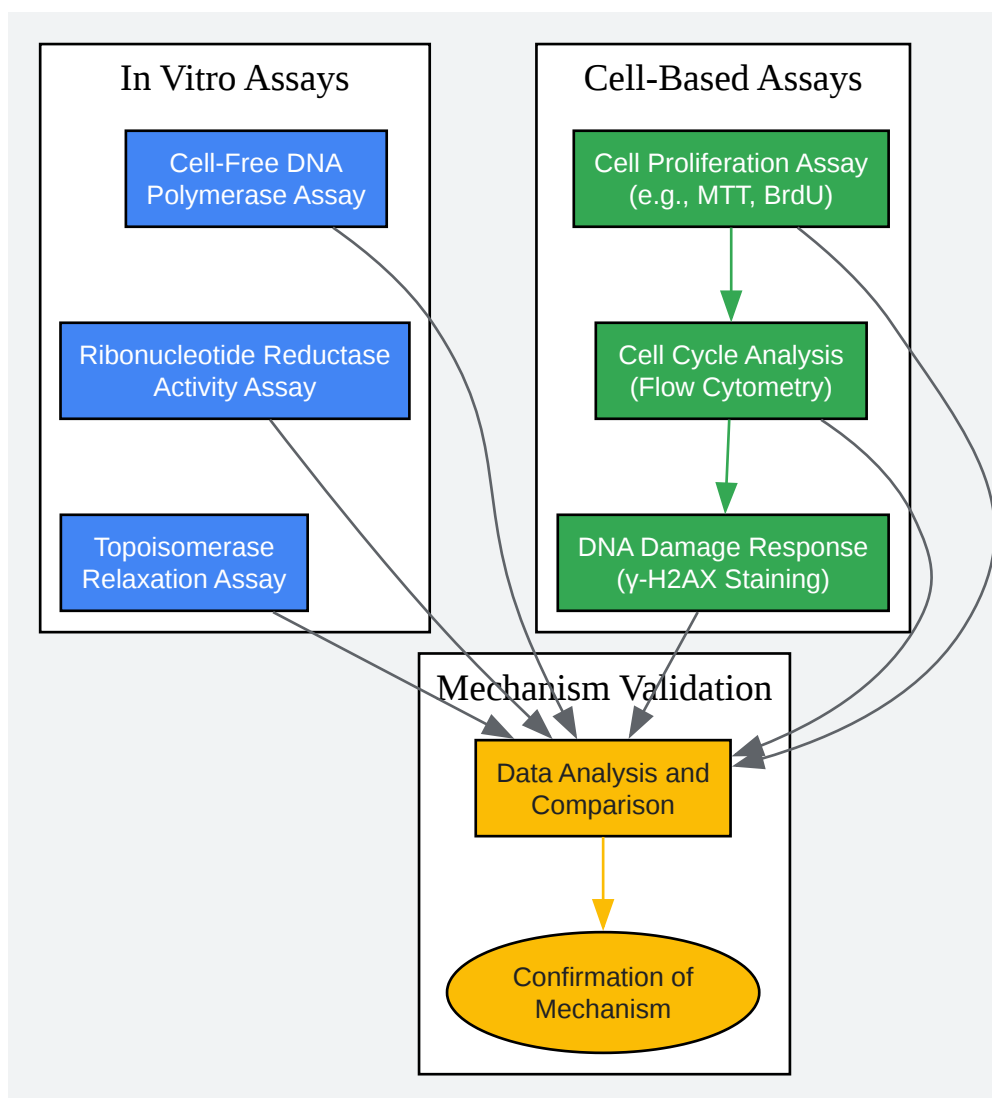 In Vitro Assays
Cell-Free DNA
Polymerase Assay
Ribonucleotide Reductase
Activity Assay
Topoisomerase
Relaxation Assay
Cell-Based Assays
Cell Proliferation Assay
(e.g., MTT, BrdU)
Cell Cycle Analysis
(Flow Cytometry)
DNA Damage Response
(γ-H2AX Staining)
Mechanism Validation
Data Analysis and
Comparison
Confirmation of
Mechanism